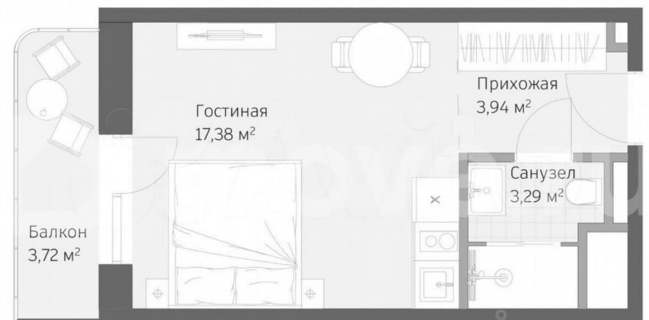 Гостиная
17,38 м²
Прихожая
3,94 м²
Санузел
3,29 м²
Балкон
3,72 м²